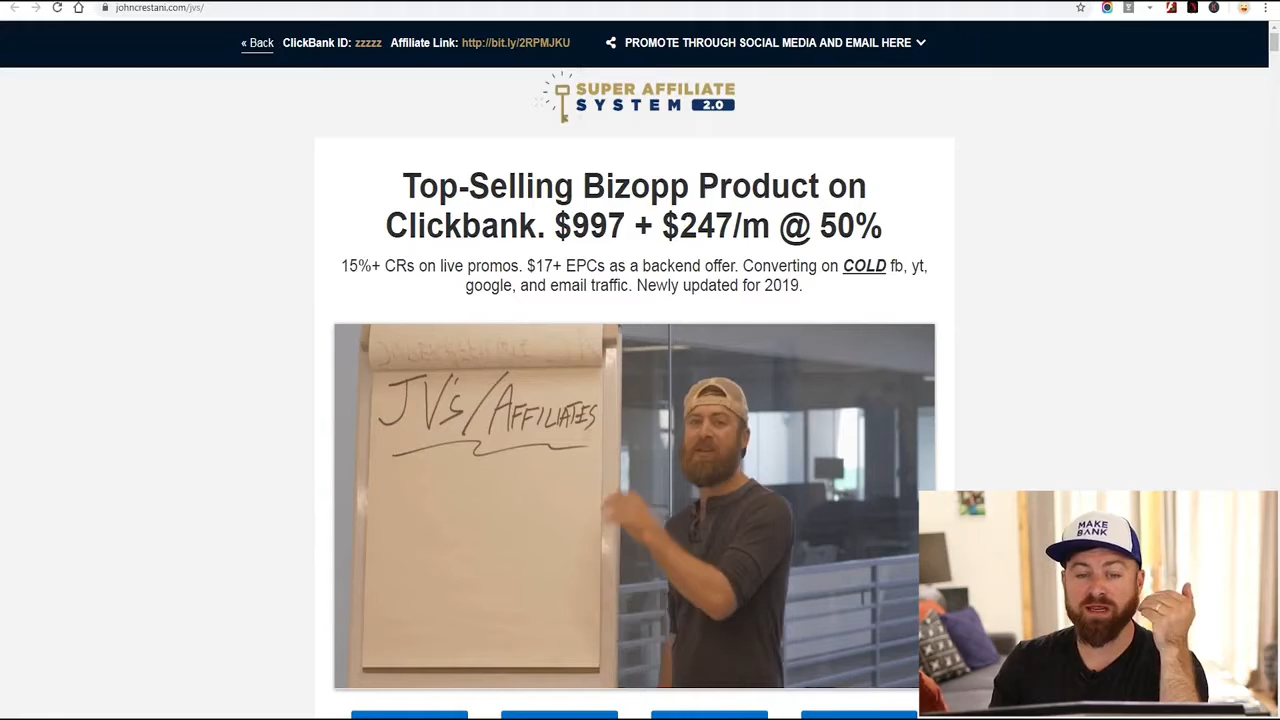 johncrestani.com/jvs/
« Back ClickBank ID: zzzzz Affiliate Link: http://bit.ly/2RPMJKU PROMOTE THROUGH SOCIAL MEDIA AND EMAIL HERE
SUPER AFFILIATE
SYSTEM 2.0
Top-Selling Bizopp Product on
Clickbank. $997 + $247/m @ 50%
15%+ CRs on live promos. $17+ EPCs as a backend offer. Converting on COLD fb, yt,
google, and email traffic. Newly updated for 2019.
JV's/AFFILIATES
MAKE
BANK